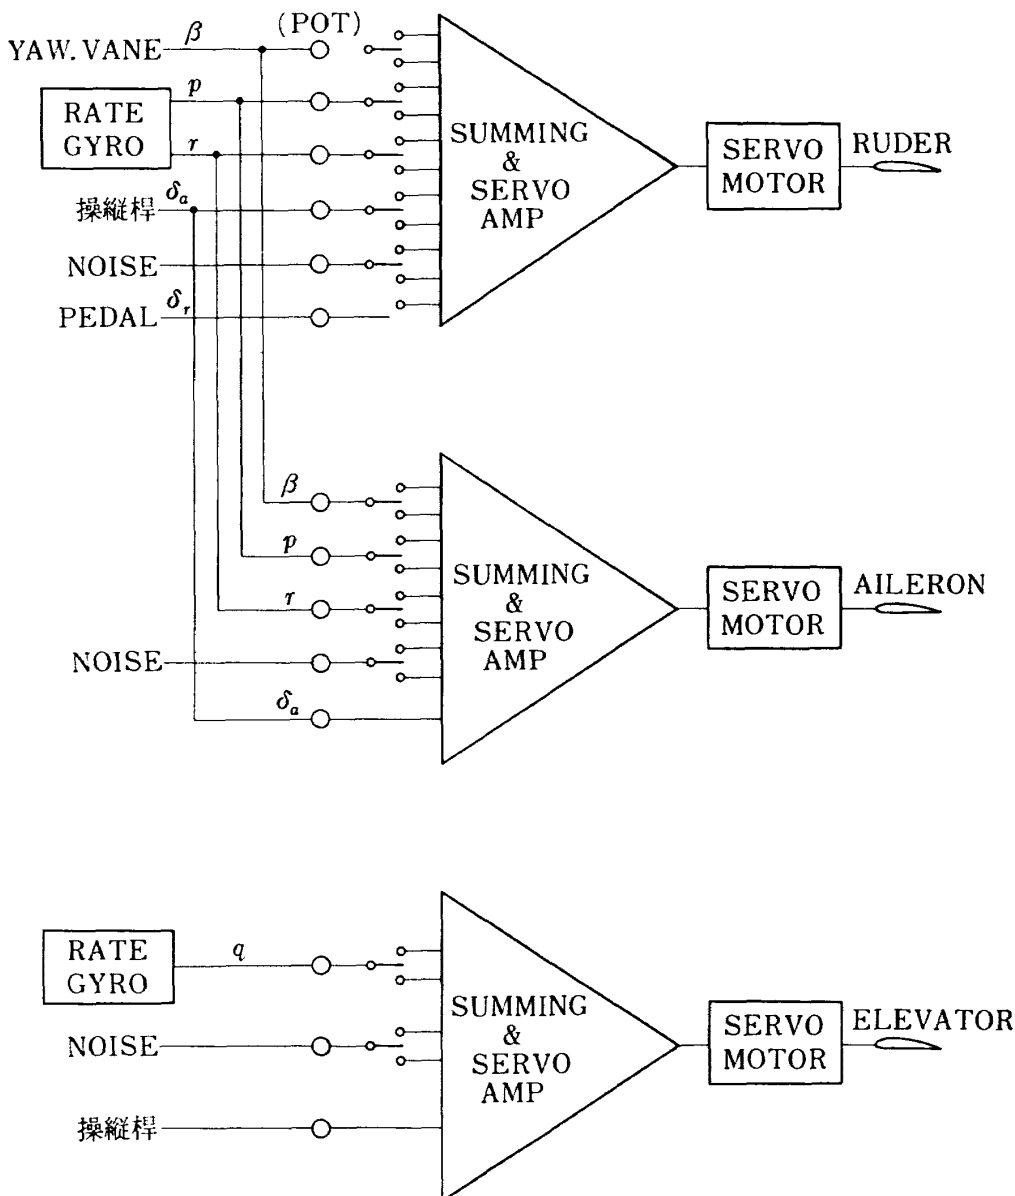 (POT)
YAW. VANE β
RATE
GYRO
p
r
操縦桿 δa
NOISE
PEDAL δr
SUMMING
&
SERVO
AMP
SERVO
MOTOR
RUDER
β
p
r
NOISE
δa
SUMMING
&
SERVO
AMP
SERVO
MOTOR
AILERON
RATE
GYRO
q
NOISE
操縦桿
SUMMING
&
SERVO
AMP
SERVO
MOTOR
ELEVATOR